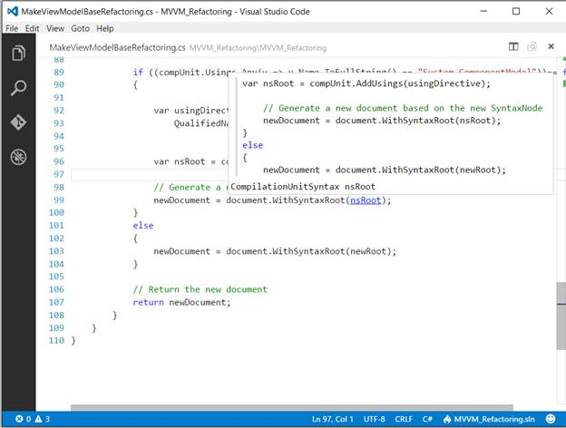 MakeViewModelBaseRefactoring.cs - MVVM_Refactoring - Visual Studio Code
File Edit View Goto Help
MakeViewModelBaseRefactoring.cs MVVM_Refactoring\MVVM_Refactoring
88
89 if ((compUnit.Usings.Any(u => u.Name.ToFullString() == "System.ComponentModel"))==
90 {
91
92 var usingDirect
93 QualifiedNa
94
95
96 var nsRoot = co
97
98 // Generate a
99 newDocument = document.WithSyntaxRoot(nsRoot);
100 }
101 else
102 {
103 newDocument = document.WithSyntaxRoot(newRoot);
104 }
105
106 // Return the new document
107 return newDocument;
108 }
109 }
110 }
var nsRoot = compUnit.AddUsings(usingDirective);
// Generate a new document based on the new SyntaxNode
newDocument = document.WithSyntaxRoot(nsRoot);
}
else
{
newDocument = document.WithSyntaxRoot(newRoot);
CompilationUnitSyntax nsRoot
0 3 Ln 97, Col 1 UTF-8 CRLF C# MVVM_Refactoring.sln